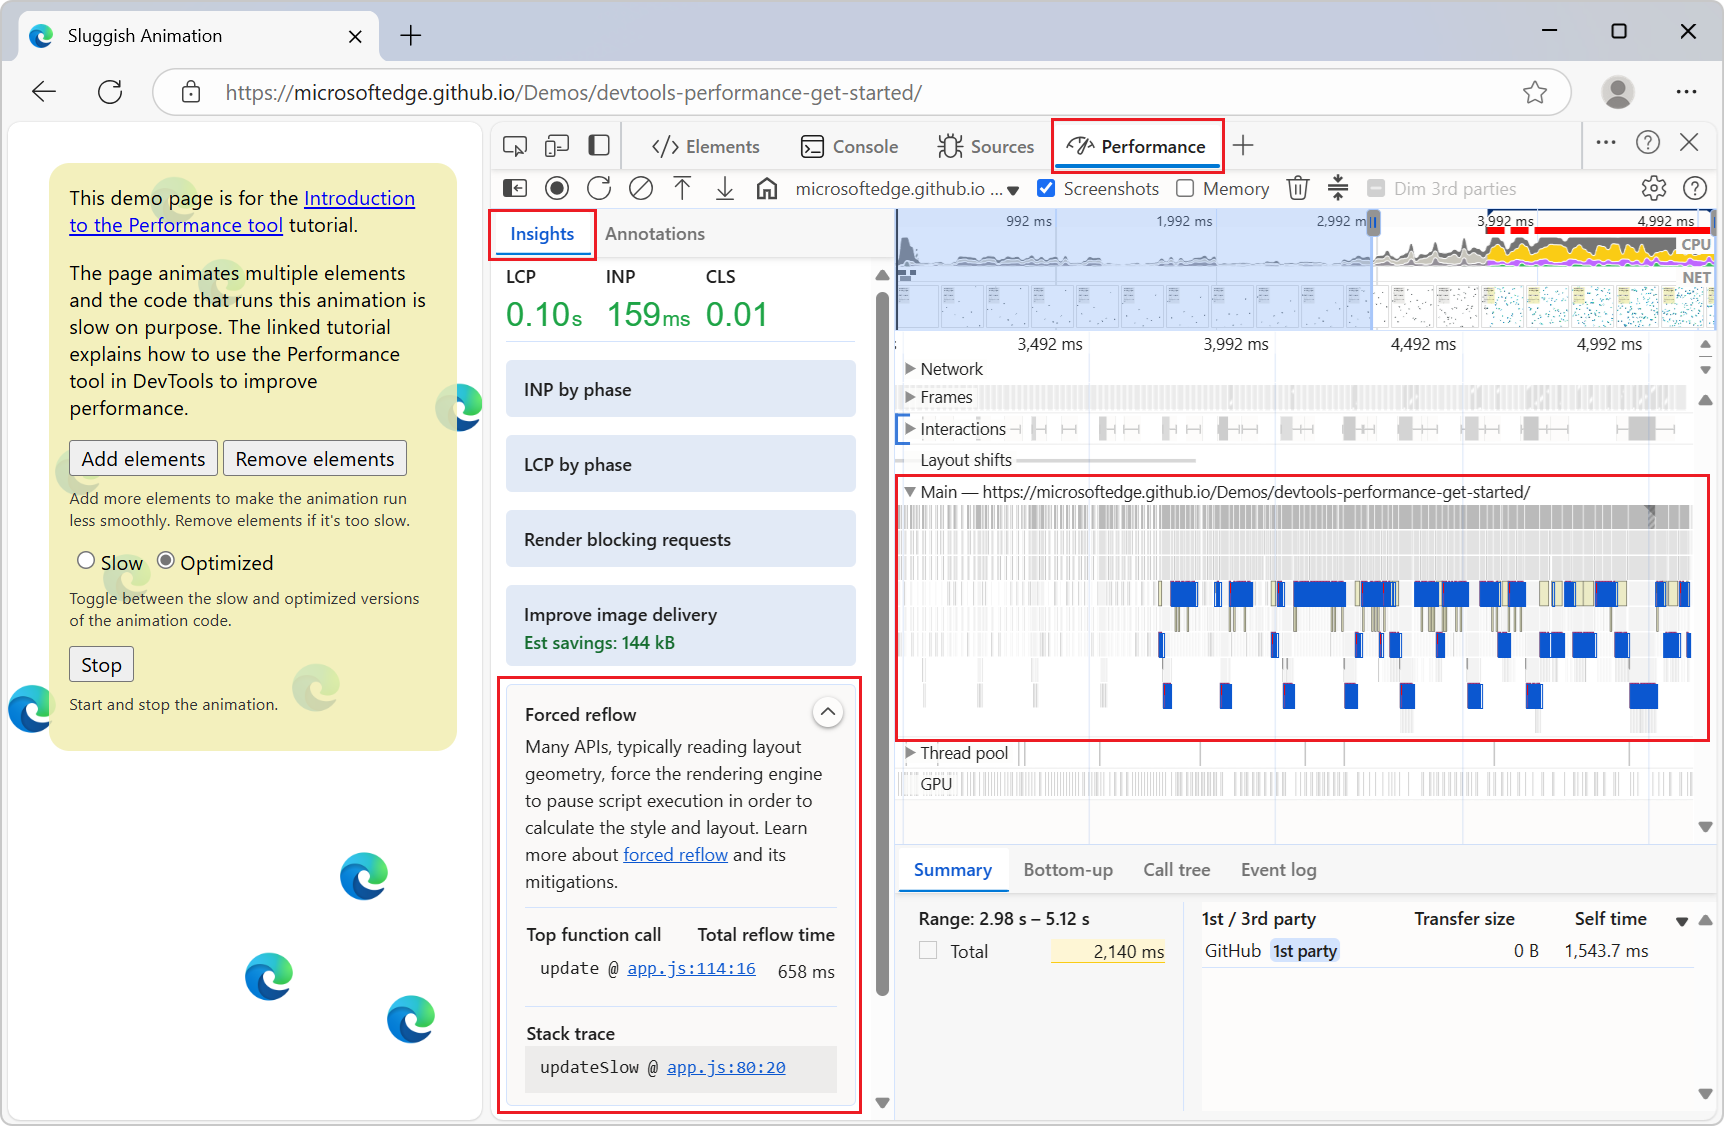 Sluggish Animation
https://microsoftedge.github.io/Demos/devtools-performance-get-started/
This demo page is for the Introduction
to the Performance tool tutorial.
The page animates multiple elements
and the code that runs this animation is
slow on purpose. The linked tutorial
explains how to use the Performance
tool in DevTools to improve
performance.
Add elements
Remove elements
Add more elements to make the animation run
less smoothly. Remove elements if it's too slow.
Slow
Optimized
Toggle between the slow and optimized versions
of the animation code.
Stop
Start and stop the animation.
Elements
Console
Sources
Performance
microsoftedge.github.io ...
Screenshots
Memory
Dim 3rd parties
Insights
Annotations
LCP INP CLS
0.10s 159ms 0.01
INP by phase
LCP by phase
Render blocking requests
Improve image delivery
Est savings: 144 kB
Forced reflow
Many APIs, typically reading layout
geometry, force the rendering engine
to pause script execution in order to
calculate the style and layout. Learn
more about forced reflow and its
mitigations.
Top function call Total reflow time
update @ app.js:114:16 658 ms
Stack trace
updateSlow @ app.js:80:20
992 ms 1,992 ms 2,992 m 3,992 ms 4,992 ms
CPU
NET
3,492 ms 3,992 ms 4,492 ms 4,992 ms
Network
Frames
Interactions
Layout shifts
Main — https://microsoftedge.github.io/Demos/devtools-performance-get-started/
Thread pool
GPU
Summary Bottom-up Call tree Event log
Range: 2.98 s – 5.12 s
Total 2,140 ms
1st / 3rd party Transfer size Self time
GitHub 1st party 0 B 1,543.7 ms